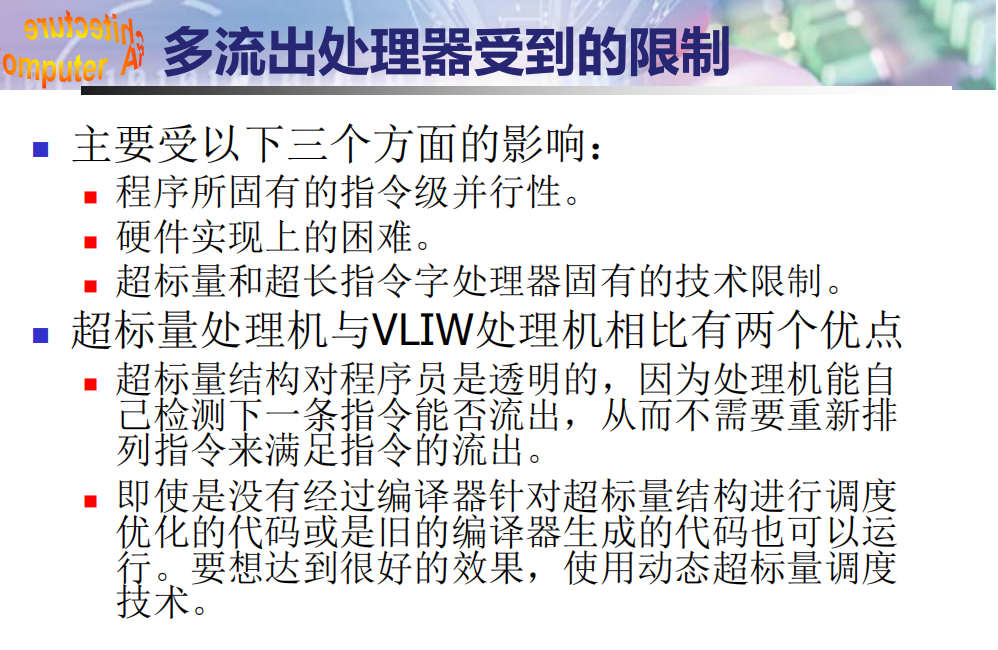 Computer Architecture
多流出处理器受到的限制
主要受以下三个方面的影响：
程序所固有的指令级并行性。
硬件实现上的困难。
超标量和超长指令字处理器固有的技术限制。
超标量处理机与VLIW处理机相比有两个优点
超标量结构对程序员是透明的，因为处理机能自
己检测下一条指令能否流出，从而不需要重新排
列指令来满足指令的流出。
即使是没有经过编译器针对超标量结构进行调度
优化的代码或是旧的编译器生成的代码也可以运
行。要想达到很好的效果，使用动态超标量调度
技术。